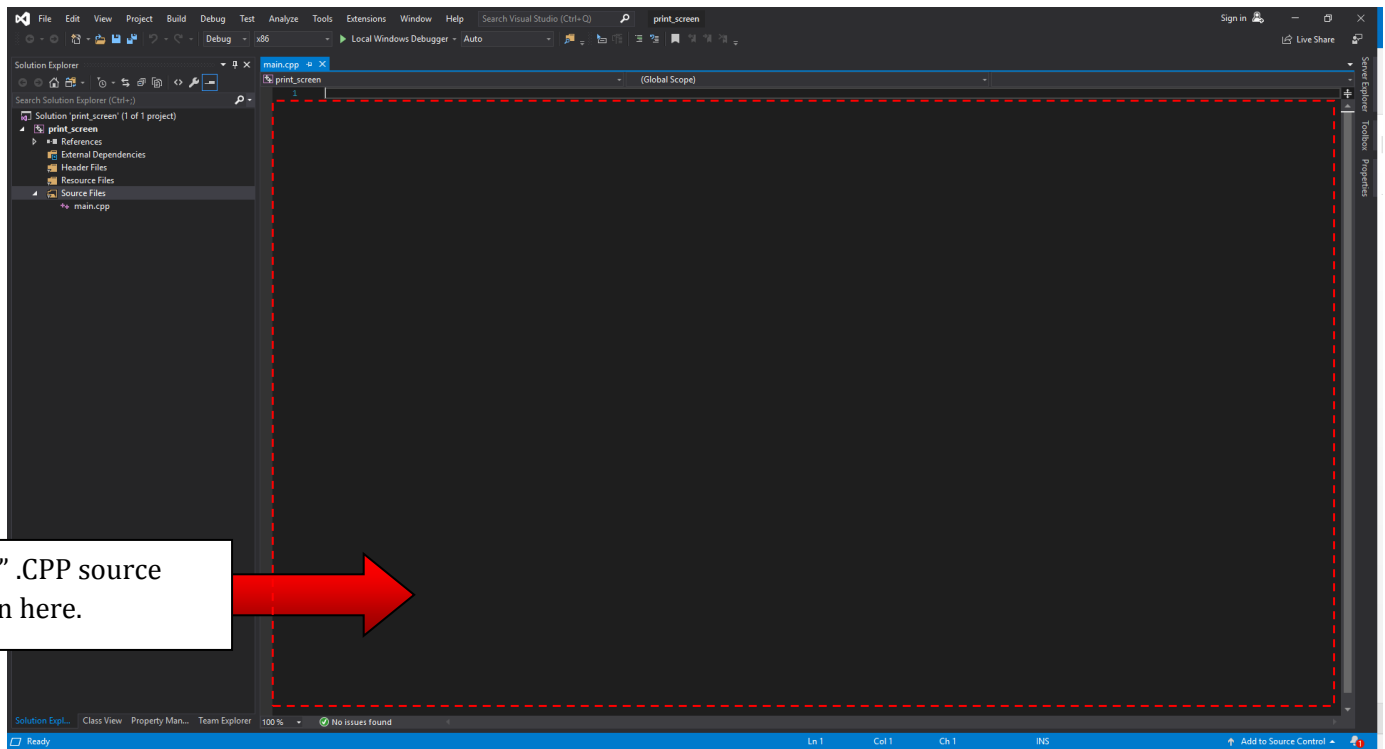 File Edit View Project Build Debug Test Analyze Tools Extensions Window Help Search Visual Studio (Ctrl+Q) print_screen Sign in
Debug x86 Local Windows Debugger Auto Live Share
Solution Explorer
Search Solution Explorer (Ctrl+;)
Solution 'print_screen' (1 of 1 project)
print_screen
References
External Dependencies
Header Files
Resource Files
Source Files
main.cpp
main.cpp
print_screen (Global Scope)
1
" .CPP source
n here.
Server Explorer
Toolbox
Properties
Solution Expl... Class View Property Man... Team Explorer
100 % No issues found
Ready Ln 1 Col 1 Ch 1 INS Add to Source Control 1